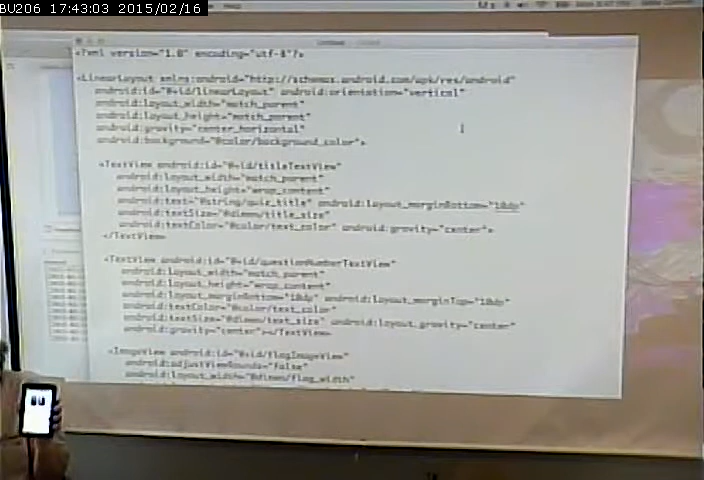 BU206 17:43:03 2015/02/16
<?xml version="1.0" encoding="utf-8"?>
<LinearLayout xmlns:android="http://schemas.android.com/apk/res/android"
android:id="@+id/linearLayout" android:orientation="vertical"
android:layout_width="match_parent"
android:layout_height="match_parent"
android:gravity="center_horizontal"
android:background="@color/background_color">
<TextView android:id="@+id/titleTextView"
android:layout_width="match_parent"
android:layout_height="wrap_content"
android:text="@string/quiz_title" android:layout_marginBottom="10dp"
android:textSize="@dimen/title_size"
android:textColor="@color/text_color" android:gravity="center">
</TextView>
<TextView android:id="@+id/questionNumberTextView"
android:layout_width="match_parent"
android:layout_height="wrap_content"
android:layout_marginBottom="10dp" android:layout_marginTop="10dp"
android:textColor="@color/text_color"
android:textSize="@dimen/text_size" android:layout_gravity="center"
android:gravity="center"></TextView>
<ImageView android:id="@+id/flagImageView"
android:adjustViewBounds="false"
android:layout_width="@dimen/flag_width"